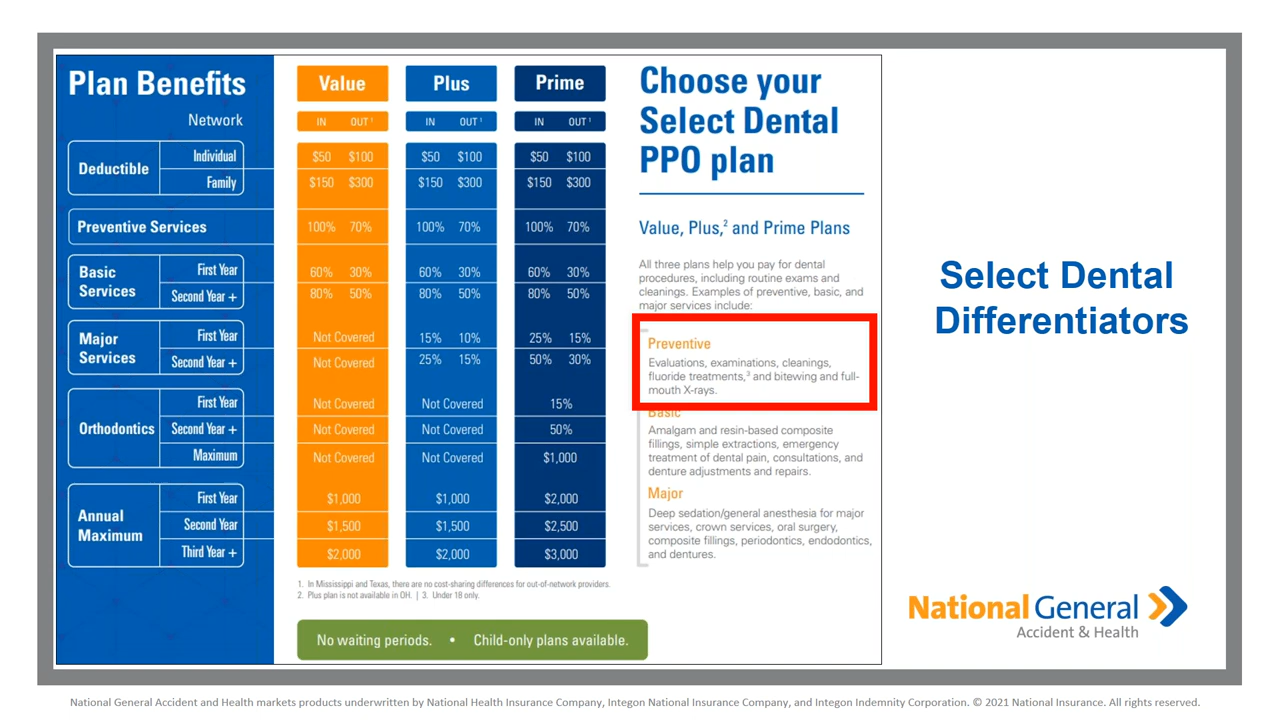 Plan Benefits
Network
Deductible
Individual
Family
Preventive Services
Basic
Services
First Year
Second Year +
Major
Services
First Year
Second Year +
Orthodontics
First Year
Second Year +
Maximum
Annual
Maximum
First Year
Second Year
Third Year +
Value Plus Prime
IN OUT¹ IN OUT¹ IN OUT¹
$50 $100 $50 $100 $50 $100
$150 $300 $150 $300 $150 $300
100% 70% 100% 70% 100% 70%
60% 30% 60% 30% 60% 30%
80% 50% 80% 50% 80% 50%
Not Covered 15% 10% 25% 15%
Not Covered 25% 15% 50% 30%
Not Covered Not Covered 15%
Not Covered Not Covered 50%
Not Covered Not Covered $1,000
$1,000 $1,000 $2,000
$1,500 $1,500 $2,500
$2,000 $2,000 $3,000
1. In Mississippi and Texas, there are no cost-sharing differences for out-of-network providers.
2. Plus plan is not available in OH. | 3. Under 18 only.
No waiting periods. • Child-only plans available.
Choose your
Select Dental
PPO plan
Value, Plus,² and Prime Plans
All three plans help you pay for dental
procedures, including routine exams and
cleanings. Examples of preventive, basic, and
major services include:
Preventive
Evaluations, examinations, cleanings,
fluoride treatments,³ and bitewing and full-
mouth X-rays.
Basic
Amalgam and resin-based composite
fillings, simple extractions, emergency
treatment of dental pain, consultations, and
denture adjustments and repairs.
Major
Deep sedation/general anesthesia for major
services, crown services, oral surgery,
composite fillings, periodontics, endodontics,
and dentures.
Select Dental
Differentiators
National General
Accident & Health
National General Accident and Health markets products underwritten by National Health Insurance Company, Integon National Insurance Company, and Integon Indemnity Corporation. © 2021 National Insurance. All rights reserved.